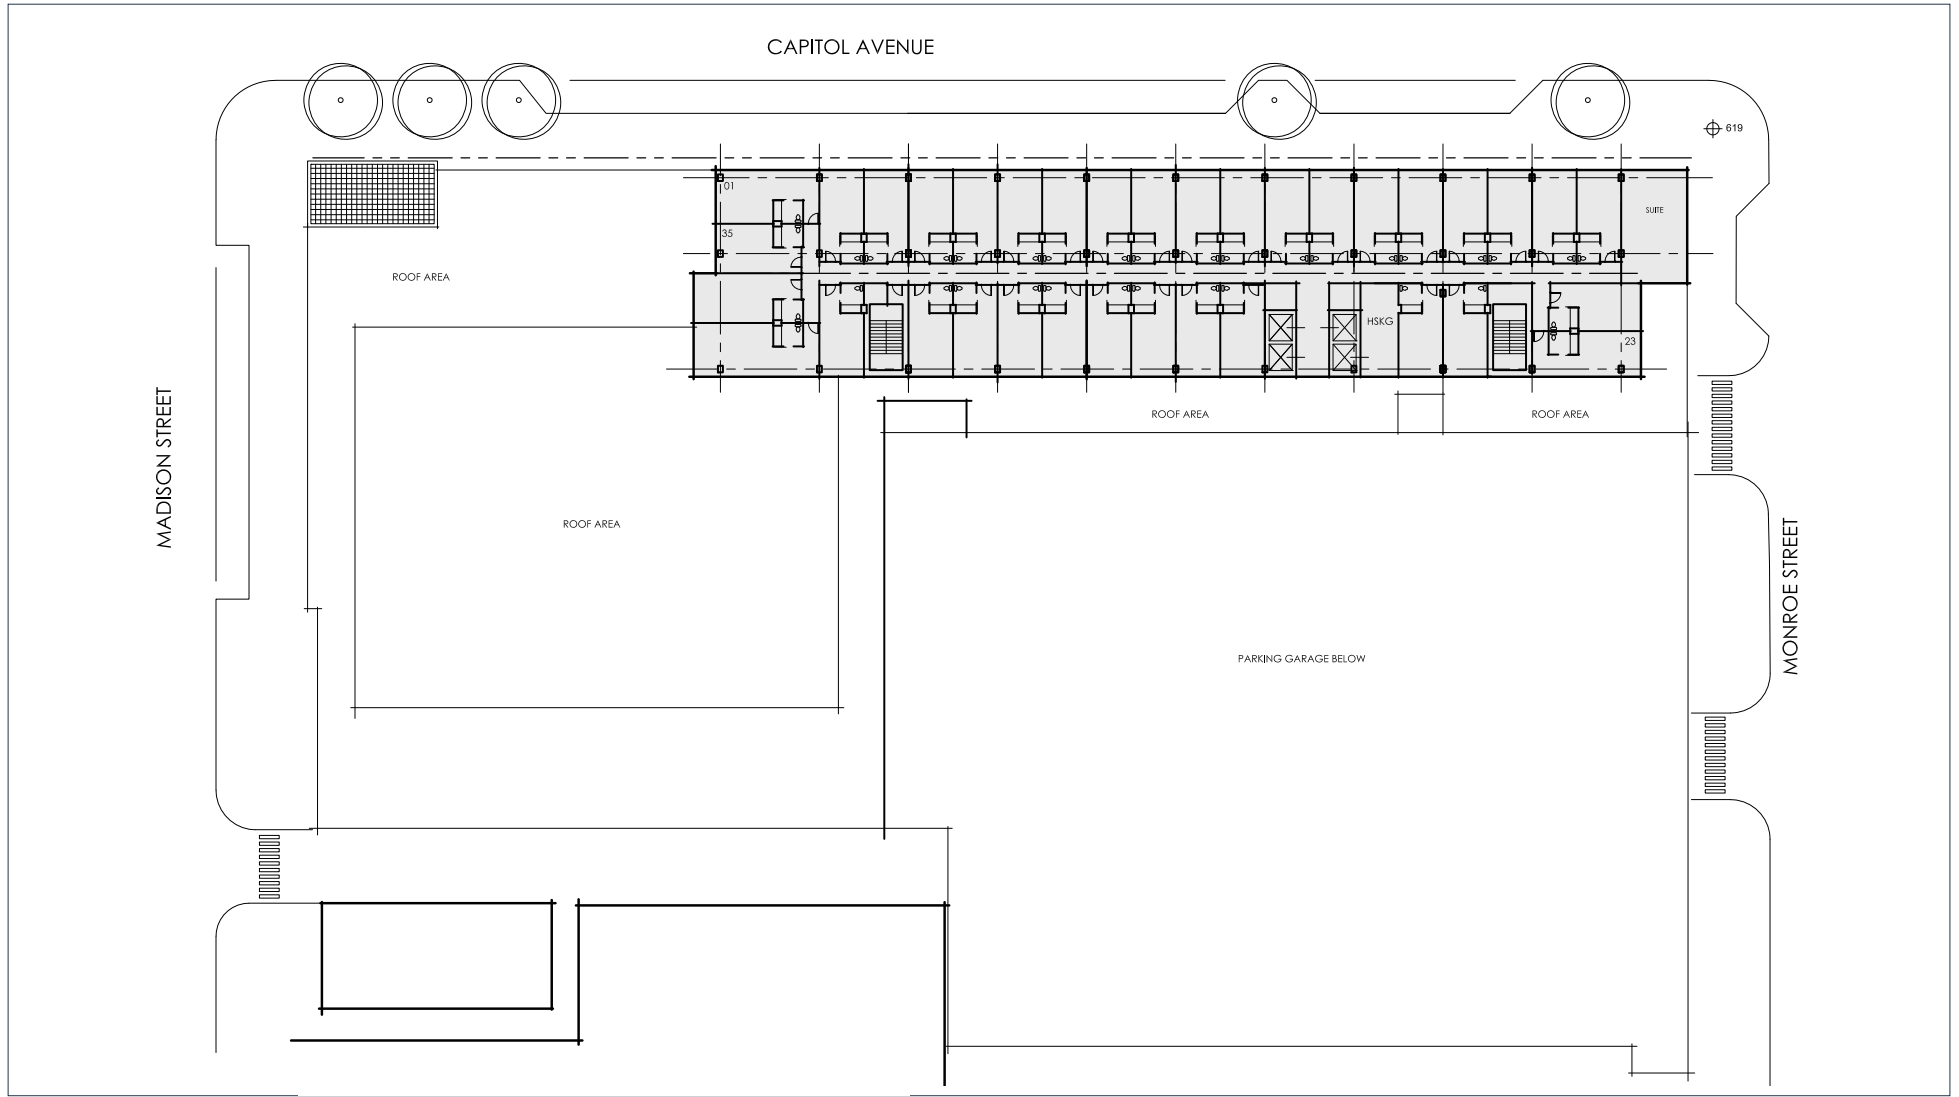 CAPITOL AVENUE
619
01
SUITE
35
ROOF AREA
HSKG
23
ROOF AREA
ROOF AREA
MADISON STREET
ROOF AREA
MONROE STREET
PARKING GARAGE BELOW